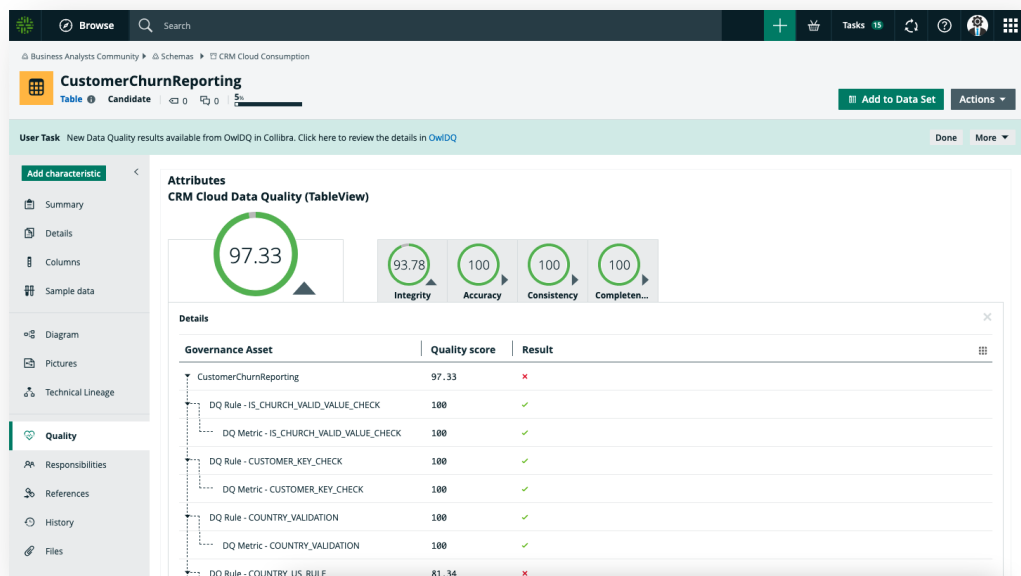 Browse
Search
Tasks 15
Business Analysts Community
Schemas
CRM Cloud Consumption
CustomerChurnReporting
Table
Candidate
0
0
5%
Add to Data Set
Actions
User Task New Data Quality results available from OwlDQ in Collibra. Click here to review the details in OwlDQ
Done
More
Add characteristic
Summary
Details
Columns
Sample data
Diagram
Pictures
Technical Lineage
Quality
Responsibilities
References
History
Files
Attributes
CRM Cloud Data Quality (TableView)
97.33
93.78
Integrity
100
Accuracy
100
Consistency
100
Completen...
Details
Governance Asset Quality score Result
CustomerChurnReporting 97.33
DQ Rule - IS_CHURCH_VALID_VALUE_CHECK 100
DQ Metric - IS_CHURCH_VALID_VALUE_CHECK 100
DQ Rule - CUSTOMER_KEY_CHECK 100
DQ Metric - CUSTOMER_KEY_CHECK 100
DQ Rule - COUNTRY_VALIDATION 100
DQ Metric - COUNTRY_VALIDATION 100
DQ Rule - COUNTRY_US_RULE 81.34